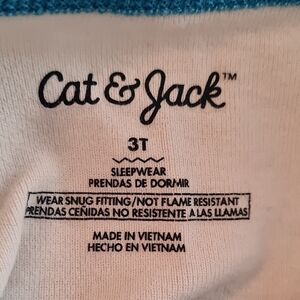 Cat & Jack™
3T
SLEEPWEAR
PRENDAS DE DORMIR
WEAR SNUG FITTING/NOT FLAME RESISTANT
PRENDAS CEÑIDAS NO RESISTENTE A LAS LLAMAS
MADE IN VIETNAM
HECHO EN VIETNAM